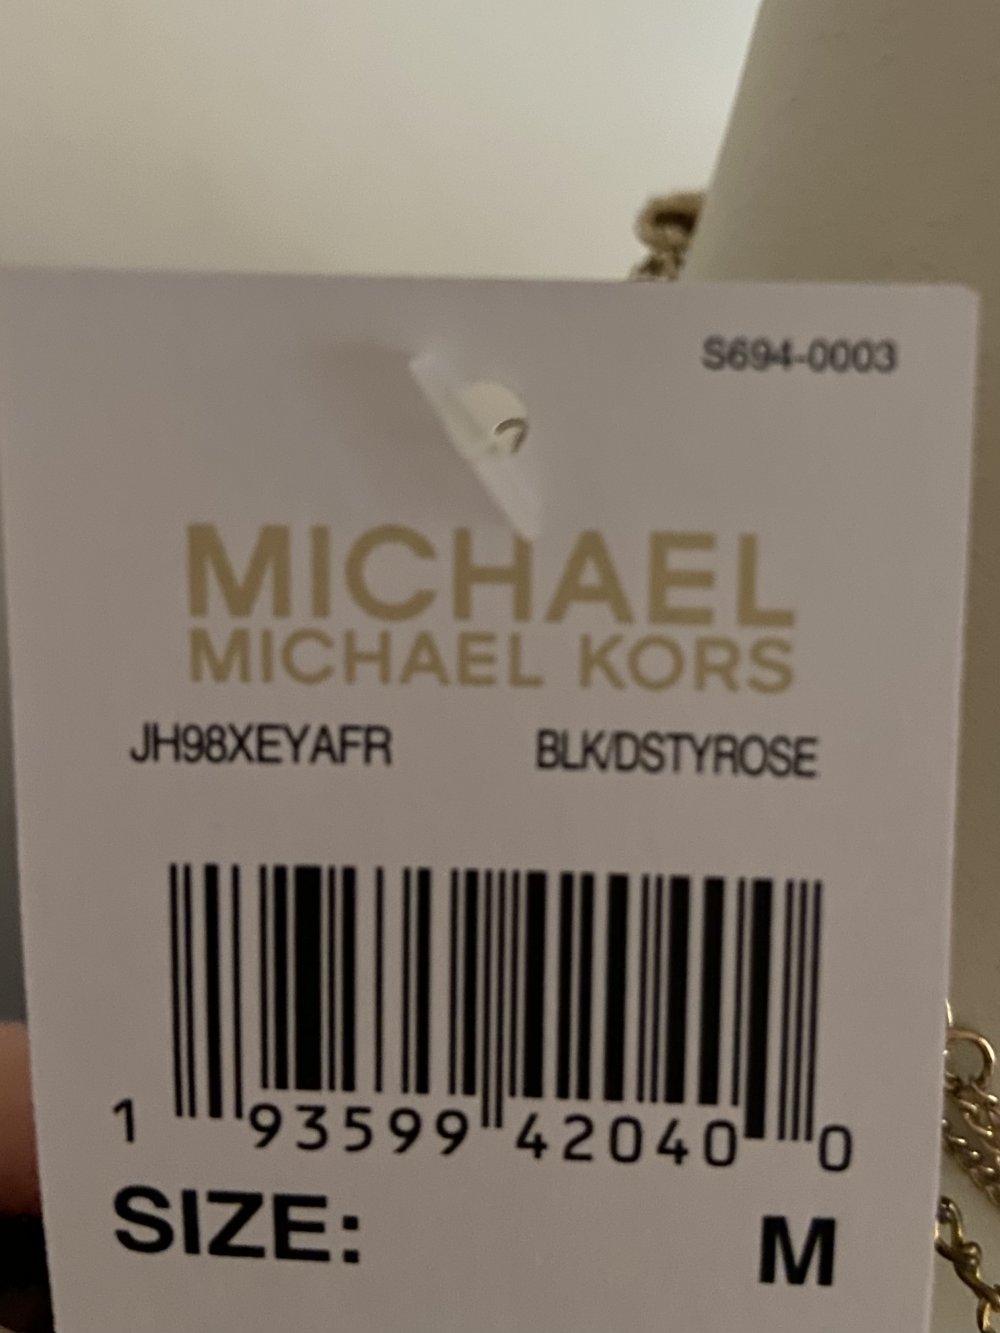 S694-0003
MICHAEL
MICHAEL KORS
JH98XEYAFR BLK/DSTYROSE
1 93599 42040 0
SIZE: M